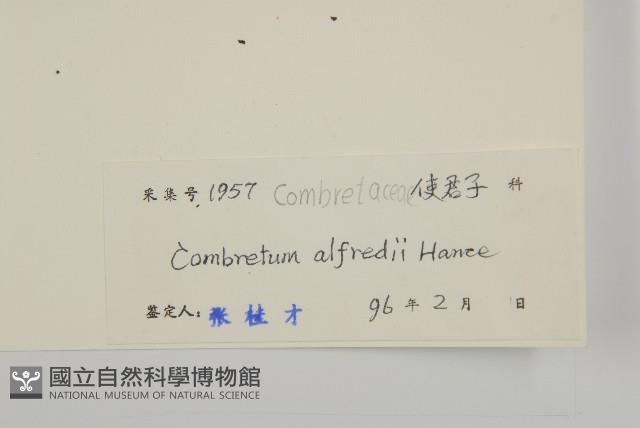 采集号 1957 Combretaceae 使君子 科
Combretum alfredii Hance
鉴定人: 张桂才 96 年 2 月 日
國立自然科學博物館
NATIONAL MUSEUM OF NATURAL SCIENCE